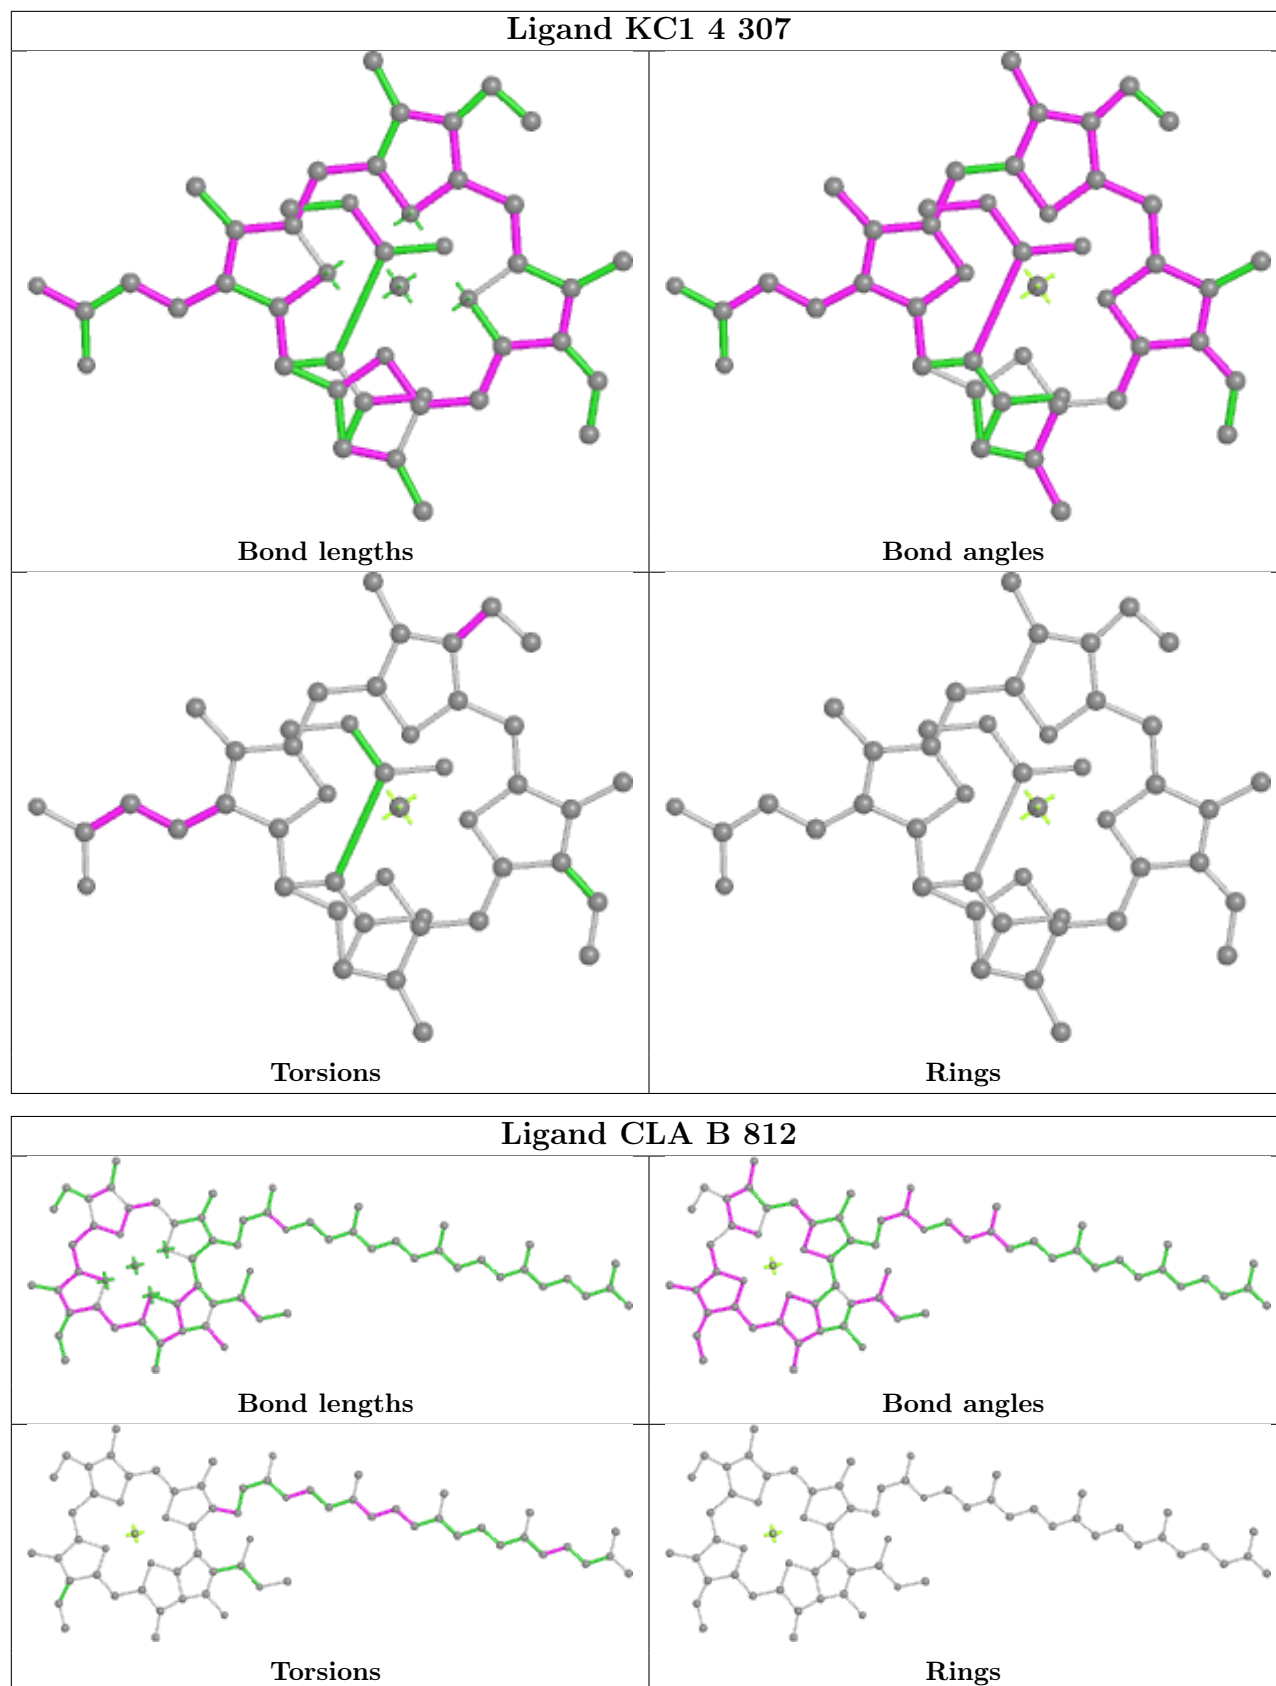 Ligand KC1 4 307
Bond lengths
Bond angles
Torsions
Rings
Ligand CLA B 812
Bond lengths
Bond angles
Torsions
Rings